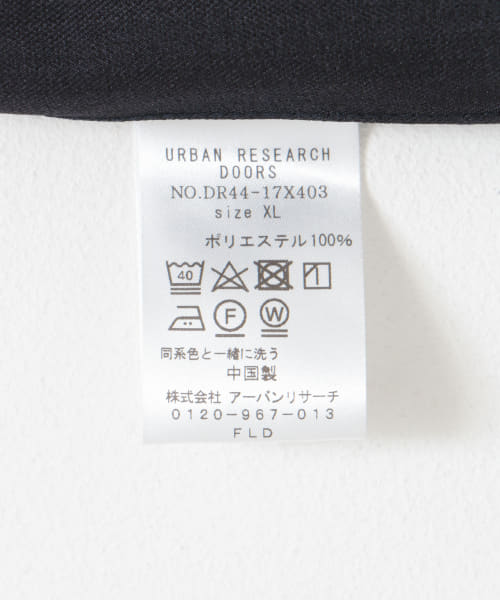 URBAN RESEARCH
DOORS
NO.DR44-17X403
size XL
ポリエステル100%
40
F W
同系色と一緒に洗う
中国製
株式会社 アーバンリサーチ
0120-967-013
FLD